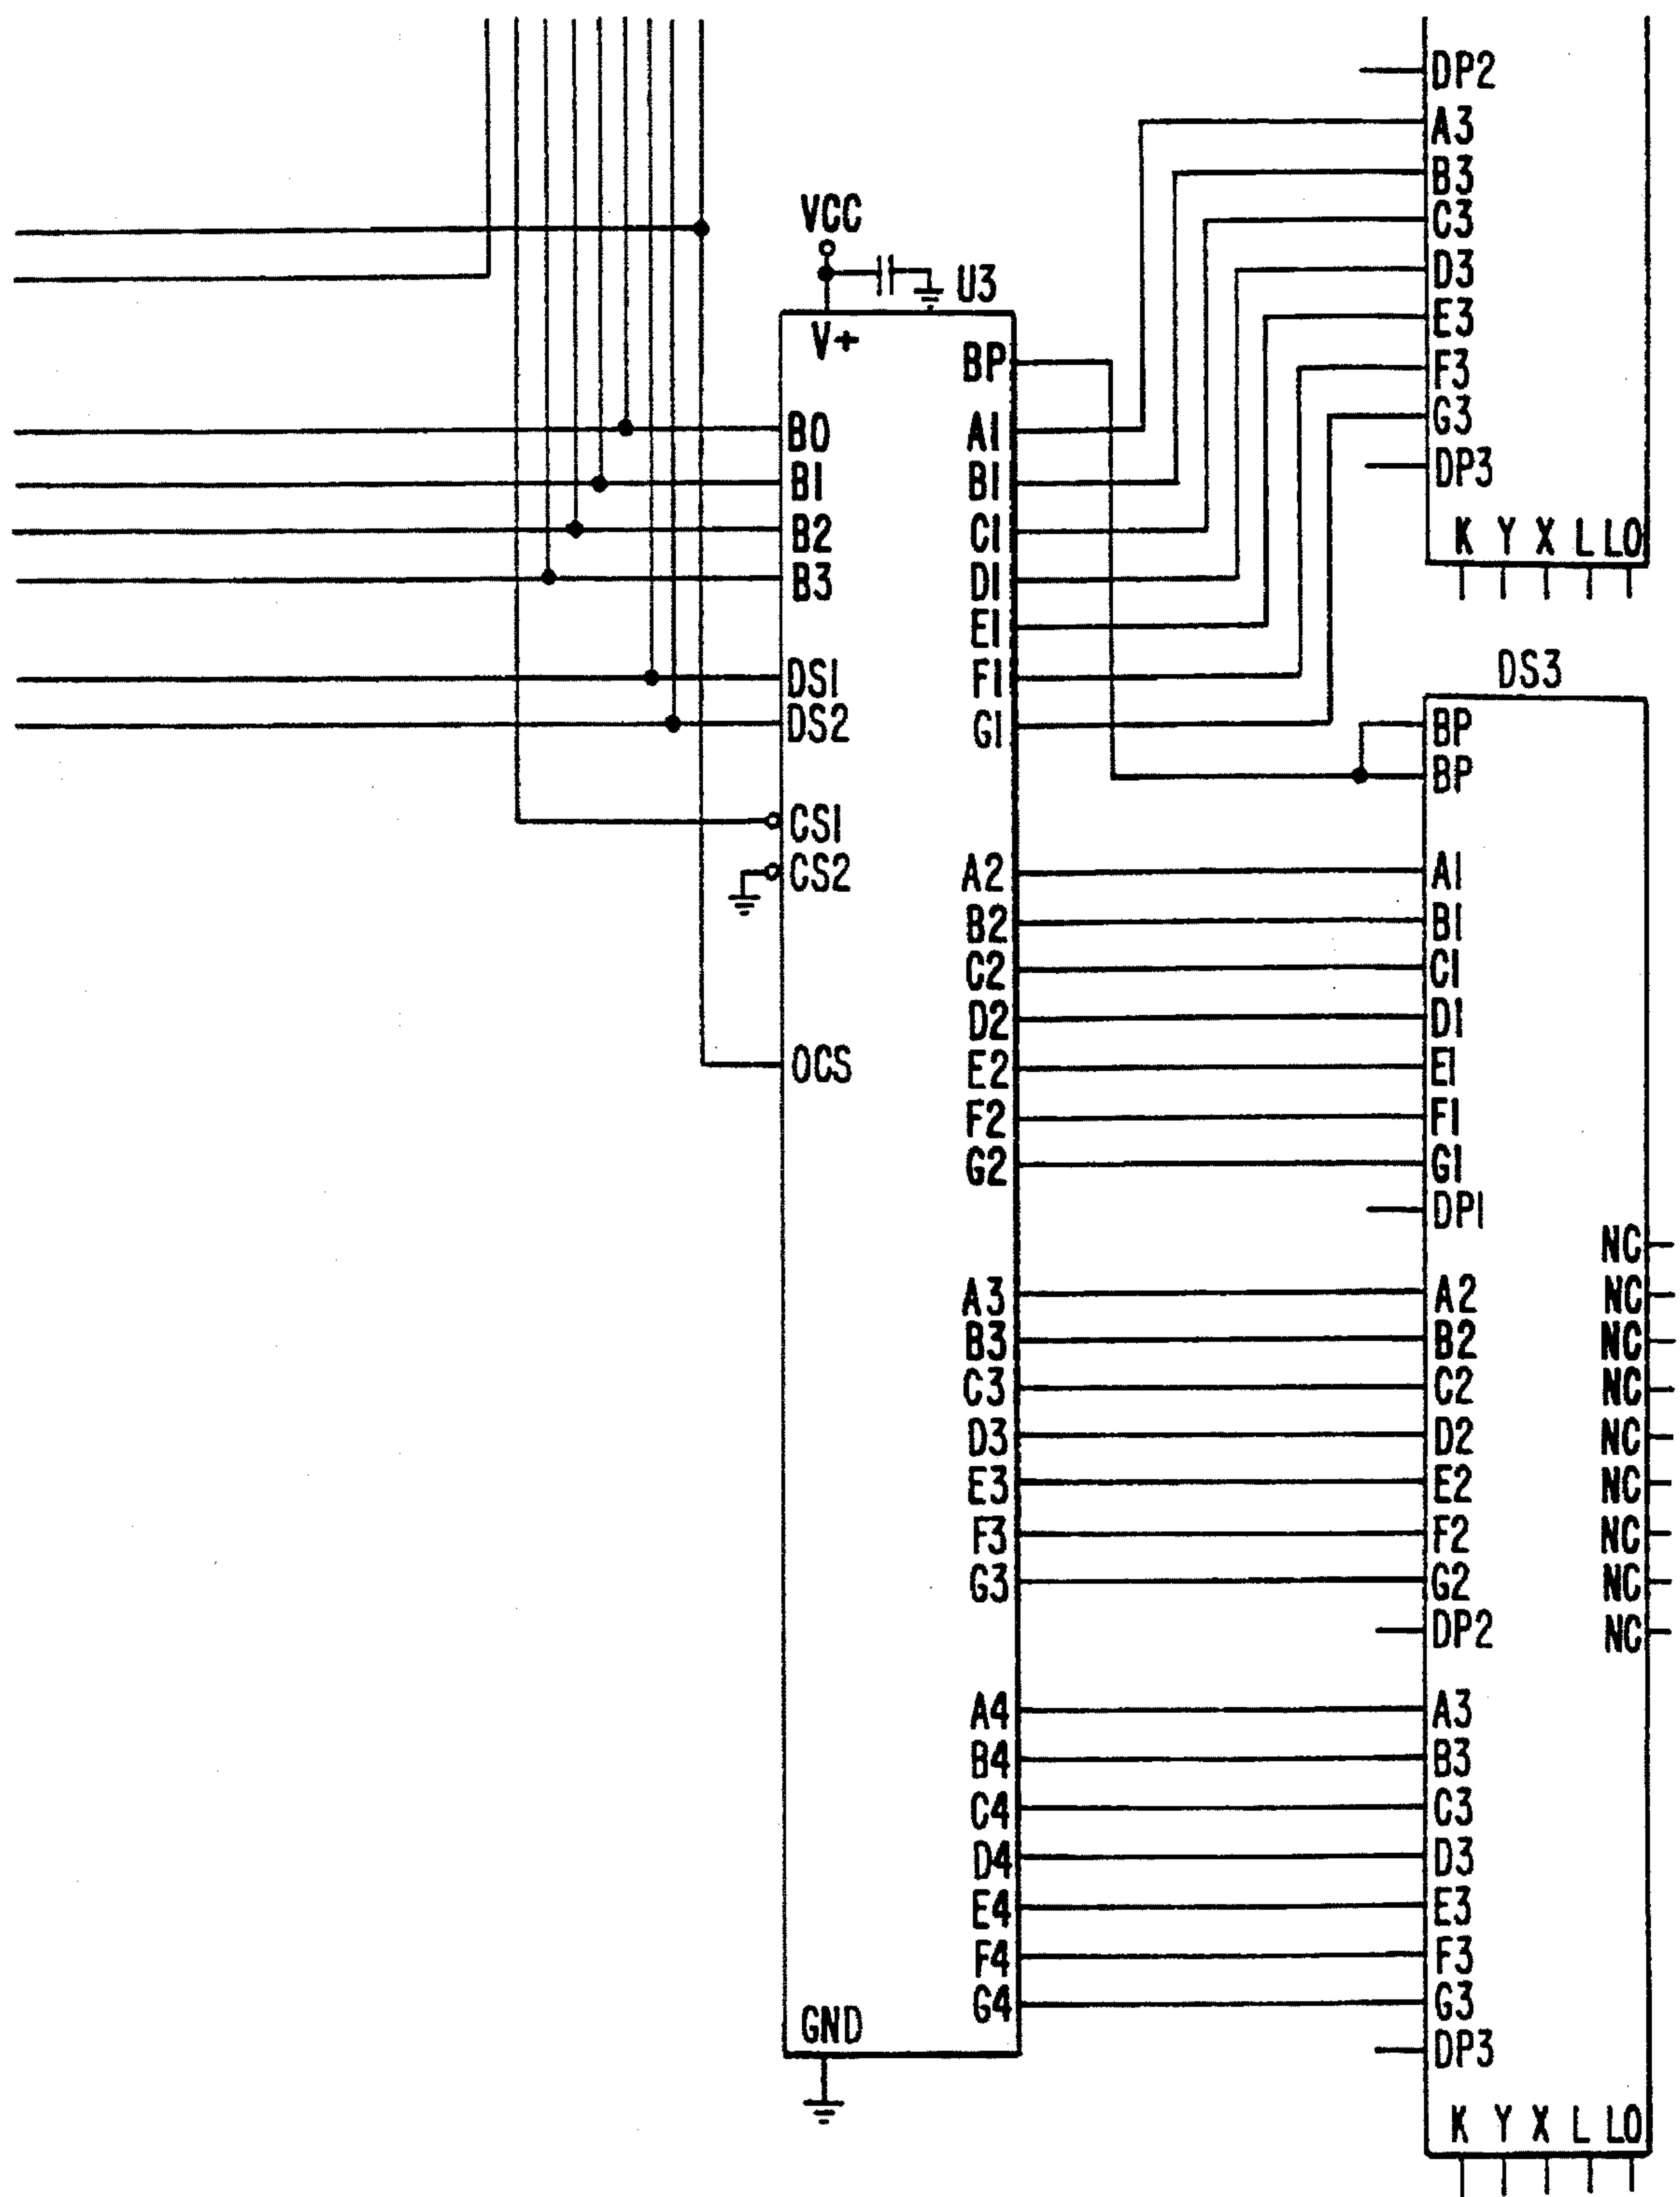 DP2
A3
B3
C3
D3
E3
F3
G3
DP3
K Y X L LO
VCC
U3
V+
BP
B0
B1
B2
B3
DS1
DS2
CS1
CS2
OCS
A1
B1
C1
D1
E1
F1
G1
A2
B2
C2
D2
E2
F2
G2
A3
B3
C3
D3
E3
F3
G3
A4
B4
C4
D4
E4
F4
G4
GND
DS3
BP
BP
A1
B1
C1
D1
E1
F1
G1
DP1
A2
B2
C2
D2
E2
F2
G2
DP2
A3
B3
C3
D3
E3
F3
G3
DP3
NC
NC
NC
NC
NC
NC
NC
NC
NC
K Y X L LO